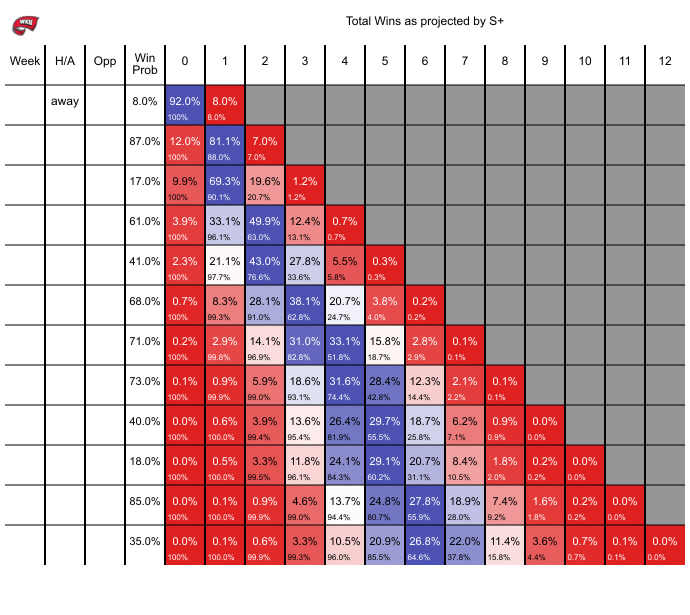 WKU
Total Wins as projected by S+
Week H/A Opp Win Prob 0 1 2 3 4 5 6 7 8 9 10 11 12
away 8.0% 92.0% 8.0%
100% 8.0%
87.0% 12.0% 81.1% 7.0%
100% 88.0% 7.0%
17.0% 9.9% 69.3% 19.6% 1.2%
100% 90.1% 20.7% 1.2%
61.0% 3.9% 33.1% 49.9% 12.4% 0.7%
100% 96.1% 63.0% 13.1% 0.7%
41.0% 2.3% 21.1% 43.0% 27.8% 5.5% 0.3%
100% 97.7% 76.6% 33.6% 5.8% 0.3%
68.0% 0.7% 8.3% 28.1% 38.1% 20.7% 3.8% 0.2%
100% 99.3% 91.0% 62.8% 24.7% 4.0% 0.2%
71.0% 0.2% 2.9% 14.1% 31.0% 33.1% 15.8% 2.8% 0.1%
100% 99.8% 96.9% 82.8% 51.8% 18.7% 2.9% 0.1%
73.0% 0.1% 0.9% 5.9% 18.6% 31.6% 28.4% 12.3% 2.1% 0.1%
100% 99.9% 99.0% 93.1% 74.4% 42.8% 14.4% 2.2% 0.1%
40.0% 0.0% 0.6% 3.9% 13.6% 26.4% 29.7% 18.7% 6.2% 0.9% 0.0%
100% 100.0% 99.4% 95.4% 81.9% 55.5% 25.8% 7.1% 0.9% 0.0%
18.0% 0.0% 0.5% 3.3% 11.8% 24.1% 29.1% 20.7% 8.4% 1.8% 0.2% 0.0%
100% 100.0% 99.5% 96.1% 84.3% 60.2% 31.1% 10.5% 2.0% 0.2% 0.0%
85.0% 0.0% 0.1% 0.9% 4.6% 13.7% 24.8% 27.8% 18.9% 7.4% 1.6% 0.2% 0.0%
100% 100.0% 99.9% 99.0% 94.4% 80.7% 55.9% 28.0% 9.2% 1.8% 0.2% 0.0%
35.0% 0.0% 0.1% 0.6% 3.3% 10.5% 20.9% 26.8% 22.0% 11.4% 3.6% 0.7% 0.1% 0.0%
100% 100.0% 99.9% 99.3% 96.0% 85.5% 64.6% 37.8% 15.8% 4.4% 0.7% 0.1% 0.0%